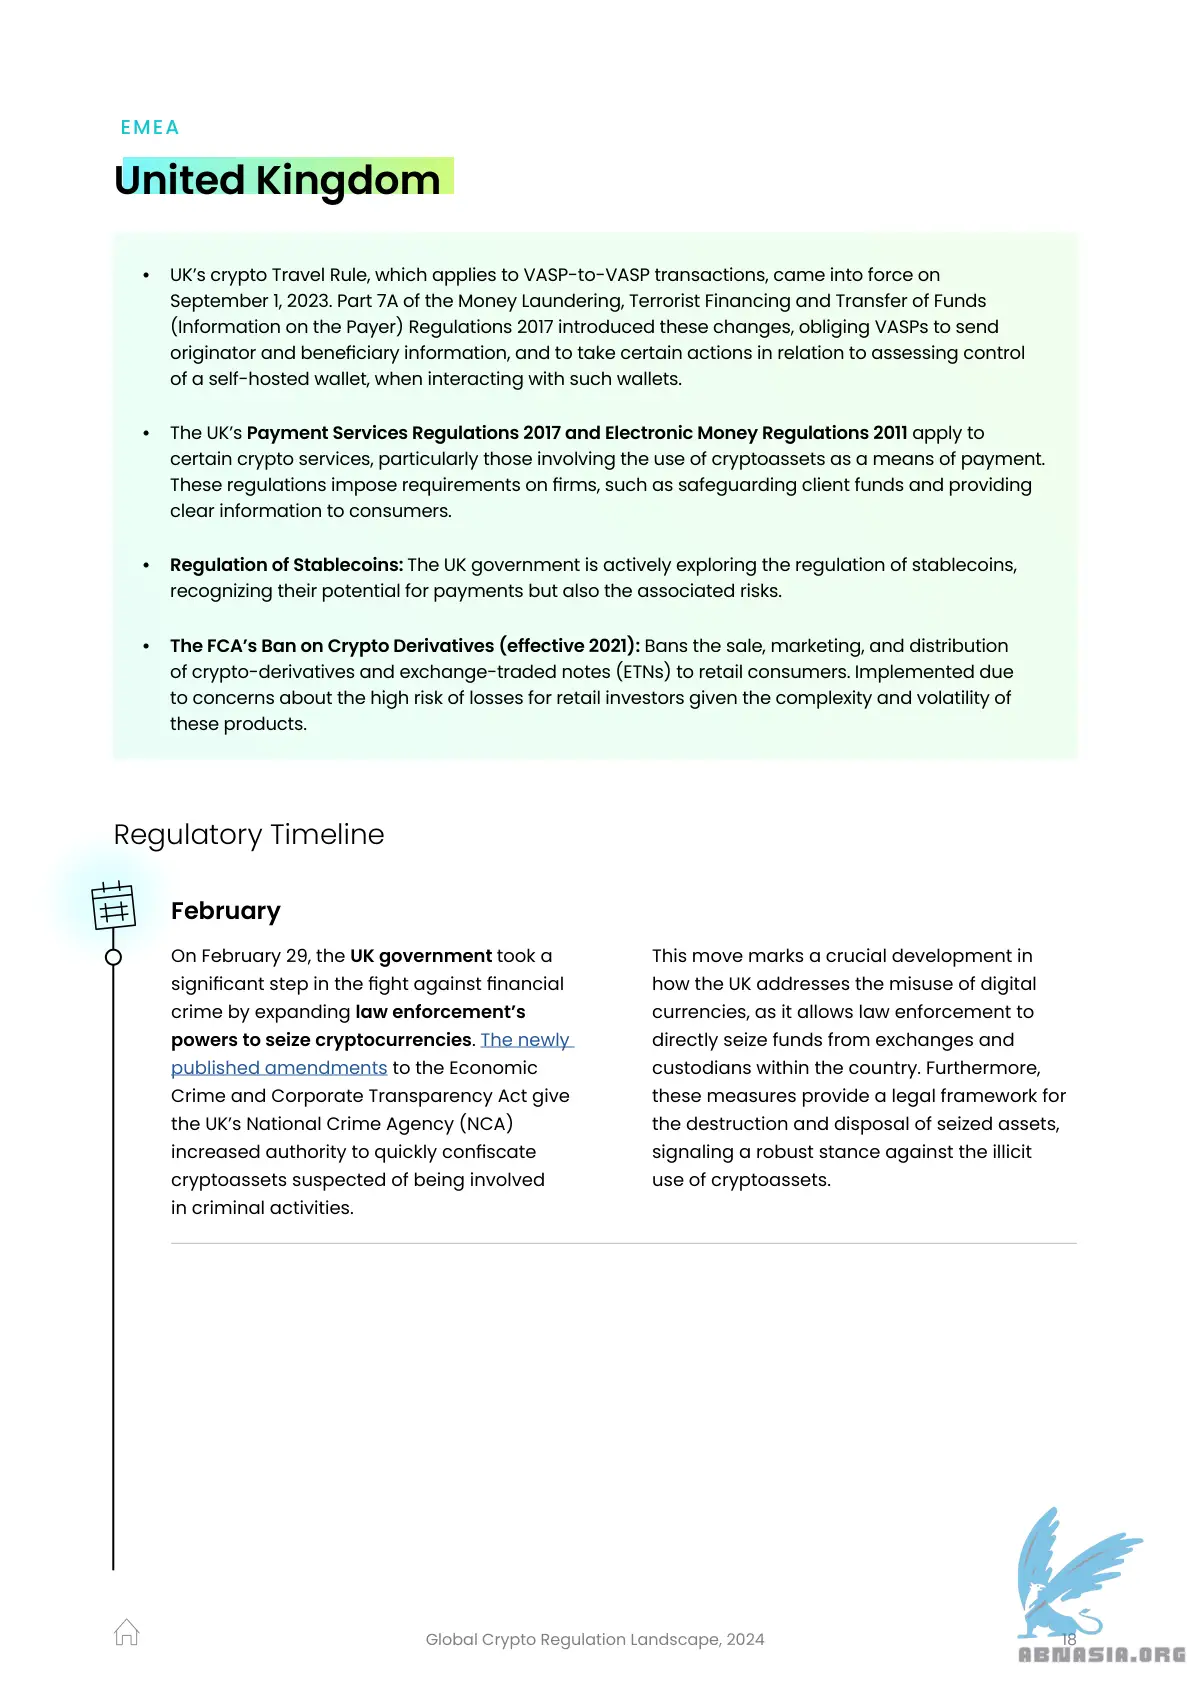 EMEA
United Kingdom
• UK’s crypto Travel Rule, which applies to VASP-to-VASP transactions, came into force on
September 1, 2023. Part 7A of the Money Laundering, Terrorist Financing and Transfer of Funds
(Information on the Payer) Regulations 2017 introduced these changes, obliging VASPs to send
originator and beneficiary information, and to take certain actions in relation to assessing control
of a self-hosted wallet, when interacting with such wallets.
• The UK’s Payment Services Regulations 2017 and Electronic Money Regulations 2011 apply to
certain crypto services, particularly those involving the use of cryptoassets as a means of payment.
These regulations impose requirements on firms, such as safeguarding client funds and providing
clear information to consumers.
• Regulation of Stablecoins: The UK government is actively exploring the regulation of stablecoins,
recognizing their potential for payments but also the associated risks.
• The FCA’s Ban on Crypto Derivatives (effective 2021): Bans the sale, marketing, and distribution
of crypto-derivatives and exchange-traded notes (ETNs) to retail consumers. Implemented due
to concerns about the high risk of losses for retail investors given the complexity and volatility of
these products.
Regulatory Timeline
February
On February 29, the UK government took a
significant step in the fight against financial
crime by expanding law enforcement’s
powers to seize cryptocurrencies. The newly
published amendments to the Economic
Crime and Corporate Transparency Act give
the UK’s National Crime Agency (NCA)
increased authority to quickly confiscate
cryptoassets suspected of being involved
in criminal activities.
This move marks a crucial development in
how the UK addresses the misuse of digital
currencies, as it allows law enforcement to
directly seize funds from exchanges and
custodians within the country. Furthermore,
these measures provide a legal framework for
the destruction and disposal of seized assets,
signaling a robust stance against the illicit
use of cryptoassets.
Global Crypto Regulation Landscape, 2024
18
ABNASIA.ORG